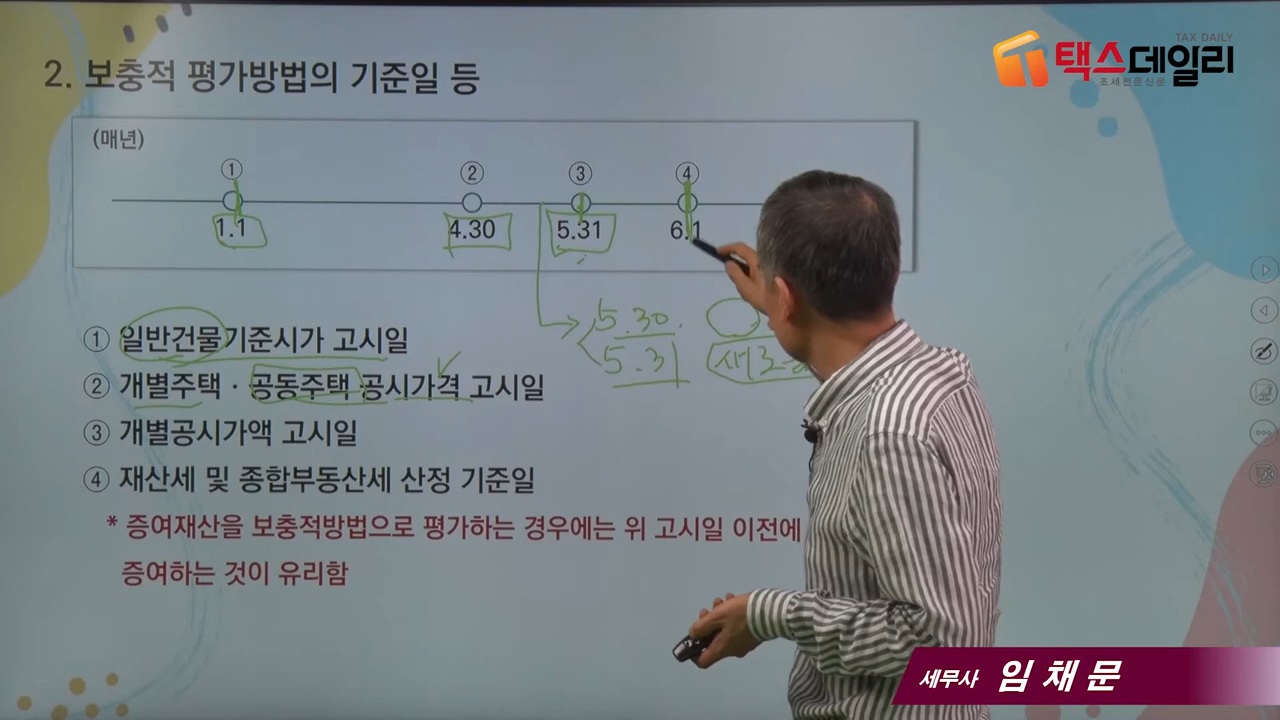 TAX DAILY
택스데일리
조세전문신문
2. 보충적 평가방법의 기준일 등
(매년)
① ② ③ ④
1.1 4.30 5.31 6.1
5.30.
5.31
새로
① 일반건물기준시가 고시일
② 개별주택 · 공동주택 공시가격 고시일
③ 개별공시가액 고시일
④ 재산세 및 종합부동산세 산정 기준일
* 증여재산을 보충적방법으로 평가하는 경우에는 위 고시일 이전에
증여하는 것이 유리함
세무사 임채문